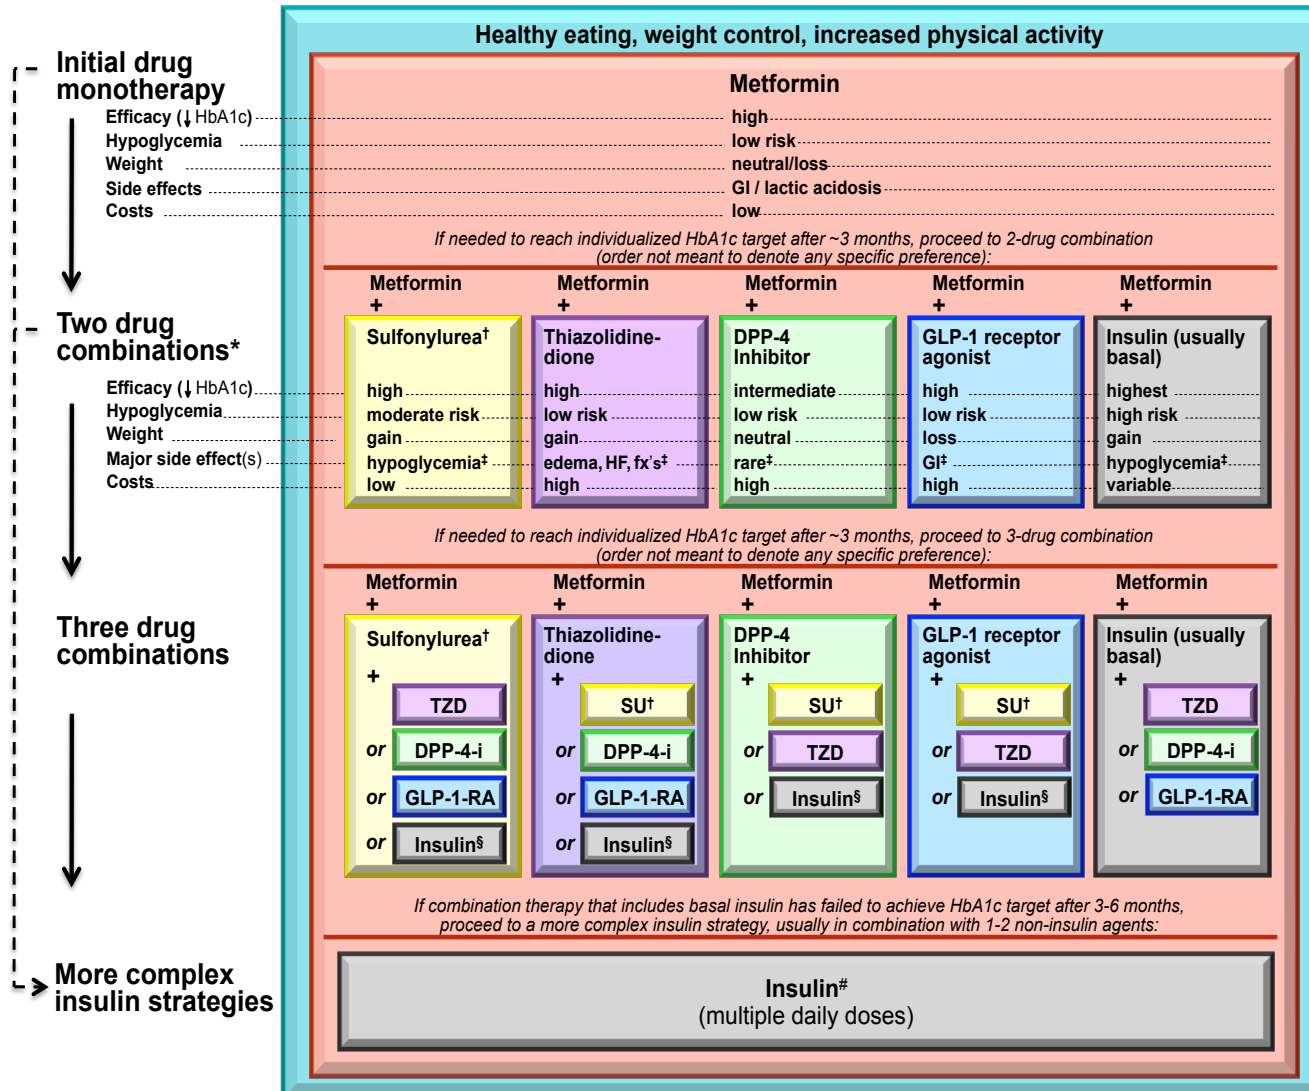 Healthy eating, weight control, increased physical activity
Initial drug
monotherapy
Metformin
Efficacy (↓ HbA1c) high
Hypoglycemia low risk
Weight neutral/loss
Side effects GI / lactic acidosis
Costs low
If needed to reach individualized HbA1c target after ~3 months, proceed to 2-drug combination
(order not meant to denote any specific preference):
Metformin Metformin Metformin Metformin Metformin
+ + + + +
Two drug
combinations*
Sulfonylurea† Thiazolidine- DPP-4 GLP-1 receptor Insulin (usually
dione Inhibitor agonist basal)
Efficacy (↓ HbA1c) high high intermediate high highest
Hypoglycemia moderate risk low risk low risk low risk high risk
Weight gain gain neutral loss gain
Major side effect(s) hypoglycemia‡ edema, HF, fx's‡ rare‡ GI‡ hypoglycemia‡
Costs low high high high variable
If needed to reach individualized HbA1c target after ~3 months, proceed to 3-drug combination
(order not meant to denote any specific preference):
Metformin Metformin Metformin Metformin Metformin
+ + + + +
Three drug
combinations
Sulfonylurea† Thiazolidine- DPP-4 GLP-1 receptor Insulin (usually
dione Inhibitor agonist basal)
+ + + + +
TZD SU† SU† SU† TZD
or DPP-4-i or DPP-4-i or TZD or TZD or DPP-4-i
or GLP-1-RA or GLP-1-RA or Insulin§ or Insulin§ or GLP-1-RA
or Insulin§ or Insulin§
If combination therapy that includes basal insulin has failed to achieve HbA1c target after 3-6 months,
proceed to a more complex insulin strategy, usually in combination with 1-2 non-insulin agents:
More complex
insulin strategies
Insulin#
(multiple daily doses)